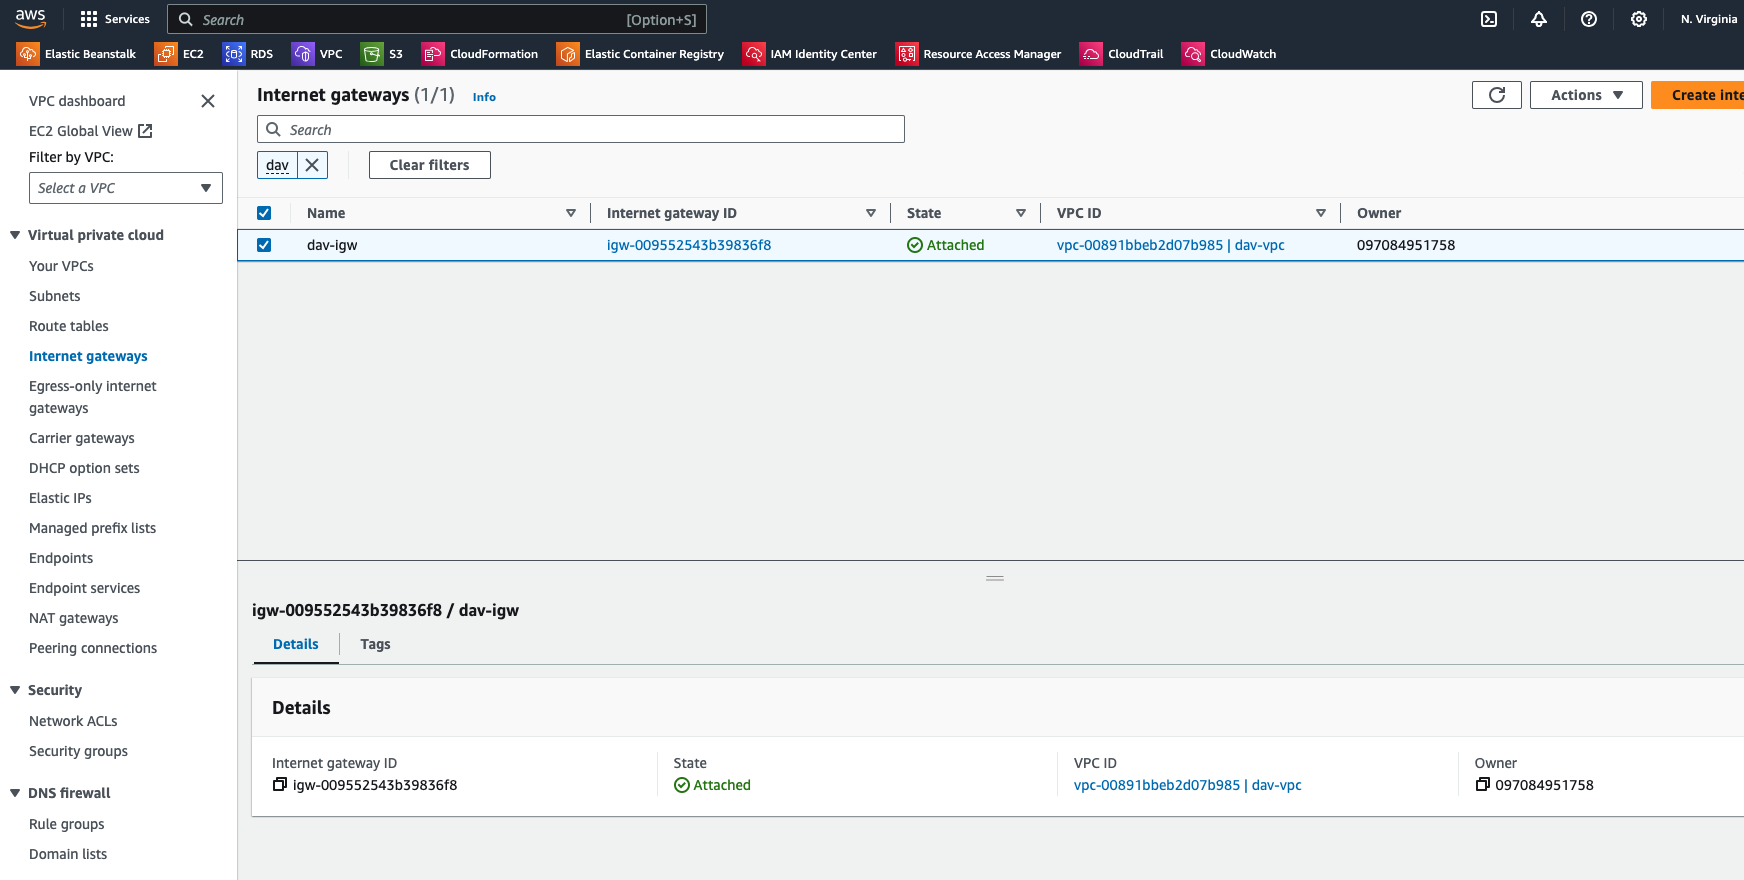 aws
Services
Search
[Option+S]
N. Virginia
Elastic Beanstalk
EC2
RDS
VPC
S3
CloudFormation
Elastic Container Registry
IAM Identity Center
Resource Access Manager
CloudTrail
CloudWatch
VPC dashboard
EC2 Global View
Filter by VPC:
Select a VPC
Virtual private cloud
Your VPCs
Subnets
Route tables
Internet gateways
Egress-only internet
gateways
Carrier gateways
DHCP option sets
Elastic IPs
Managed prefix lists
Endpoints
Endpoint services
NAT gateways
Peering connections
Security
Network ACLs
Security groups
DNS firewall
Rule groups
Domain lists
Internet gateways (1/1) Info
Actions
Create inte
Search
dav
Clear filters
Name Internet gateway ID State VPC ID Owner
dav-igw igw-009552543b39836f8 Attached vpc-00891bbeb2d07b985 | dav-vpc 097084951758
igw-009552543b39836f8 / dav-igw
Details Tags
Details
Internet gateway ID State VPC ID Owner
igw-009552543b39836f8 Attached vpc-00891bbeb2d07b985 | dav-vpc 097084951758